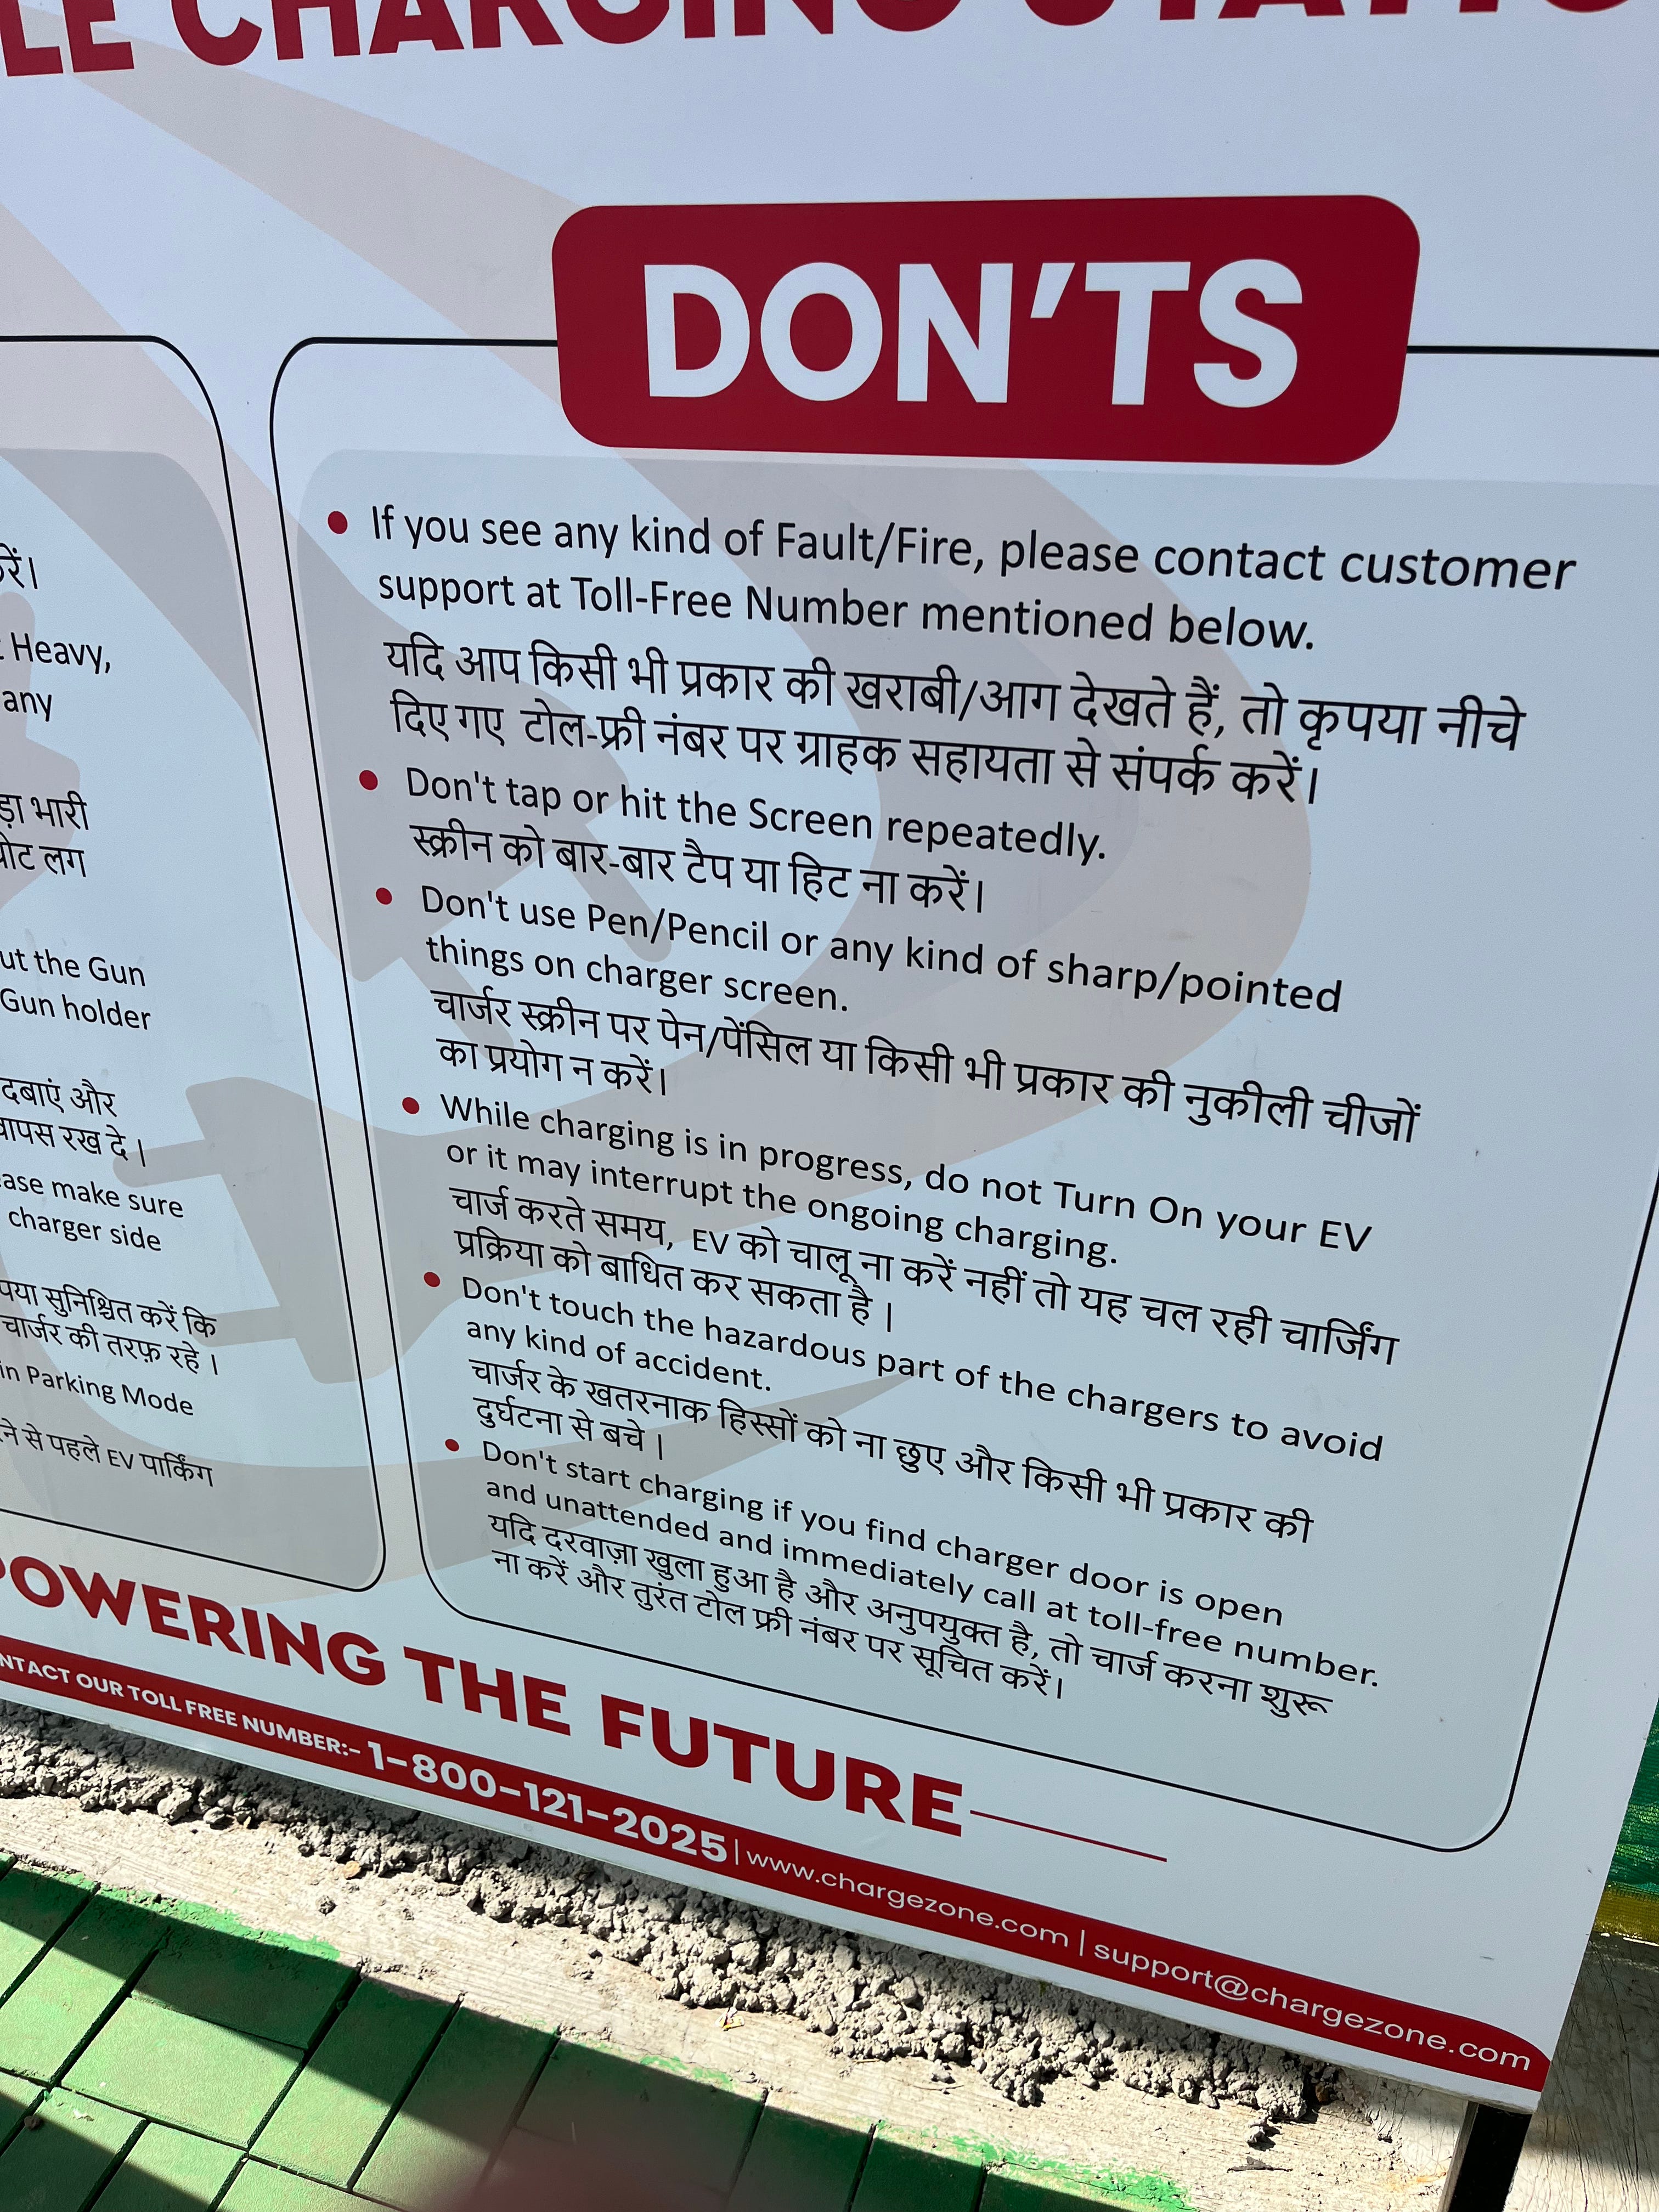 CHARGING
DON'TS
करें।
Heavy,
any
भारी
चोट लग
the Gun
Gun holder
दबाएं और
वापस रख दे।
make sure
charger side
सुनिश्चित करें कि
चार्जर की तरफ़ रहे।
in Parking Mode
से पहले EV पार्किंग
• If you see any kind of Fault/Fire, please contact customer
support at Toll-Free Number mentioned below.
यदि आप किसी भी प्रकार की खराबी/आग देखते हैं, तो कृपया नीचे
दिए गए टोल-फ्री नंबर पर ग्राहक सहायता से संपर्क करें।
• Don't tap or hit the Screen repeatedly.
स्क्रीन को बार-बार टैप या हिट ना करें।
• Don't use Pen/Pencil or any kind of sharp/pointed
things on charger screen.
चार्जर स्क्रीन पर पेन/पेंसिल या किसी भी प्रकार की नुकीली चीजों
का प्रयोग न करें।
• While charging is in progress, do not Turn On your EV
or it may interrupt the ongoing charging.
चार्ज करते समय, EV को चालू ना करें नहीं तो यह चल रही चार्जिंग
प्रक्रिया को बाधित कर सकता है।
• Don't touch the hazardous part of the chargers to avoid
any kind of accident.
चार्जर के खतरनाक हिस्सों को ना छुए और किसी भी प्रकार की
दुर्घटना से बचे।
• Don't start charging if you find charger door is open
and unattended and immediately call at toll-free number.
यदि दरवाज़ा खुला हुआ है और अनुपयुक्त है, तो चार्ज करना शुरू
ना करें और तुरंत टोल फ्री नंबर पर सूचित करें।
POWERING THE FUTURE
CONTACT OUR TOLL FREE NUMBER:- 1-800-121-2025 | www.chargezone.com | support@chargezone.com